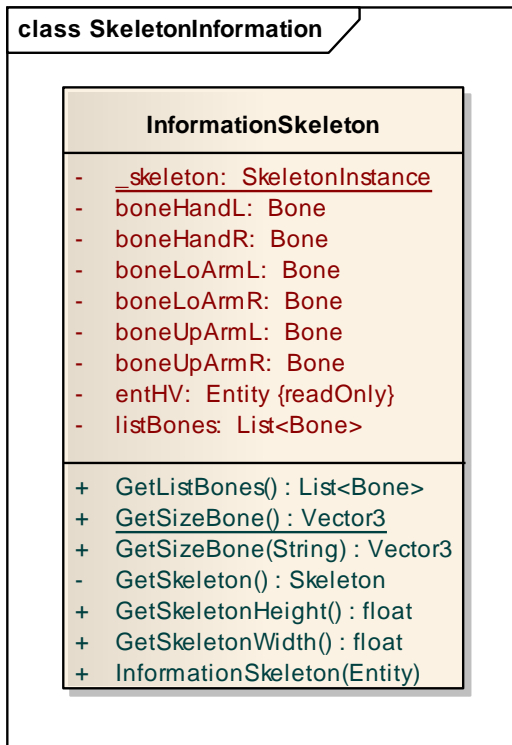 class SkeletonInformation
InformationSkeleton
- _skeleton: SkeletonInstance
- boneHandL: Bone
- boneHandR: Bone
- boneLoArmL: Bone
- boneLoArmR: Bone
- boneUpArmL: Bone
- boneUpArmR: Bone
- entHV: Entity {readOnly}
- listBones: List<Bone>
+ GetListBones() : List<Bone>
+ GetSizeBone() : Vector3
+ GetSizeBone(String) : Vector3
- GetSkeleton() : Skeleton
+ GetSkeletonHeight() : float
+ GetSkeletonWidth() : float
+ InformationSkeleton(Entity)